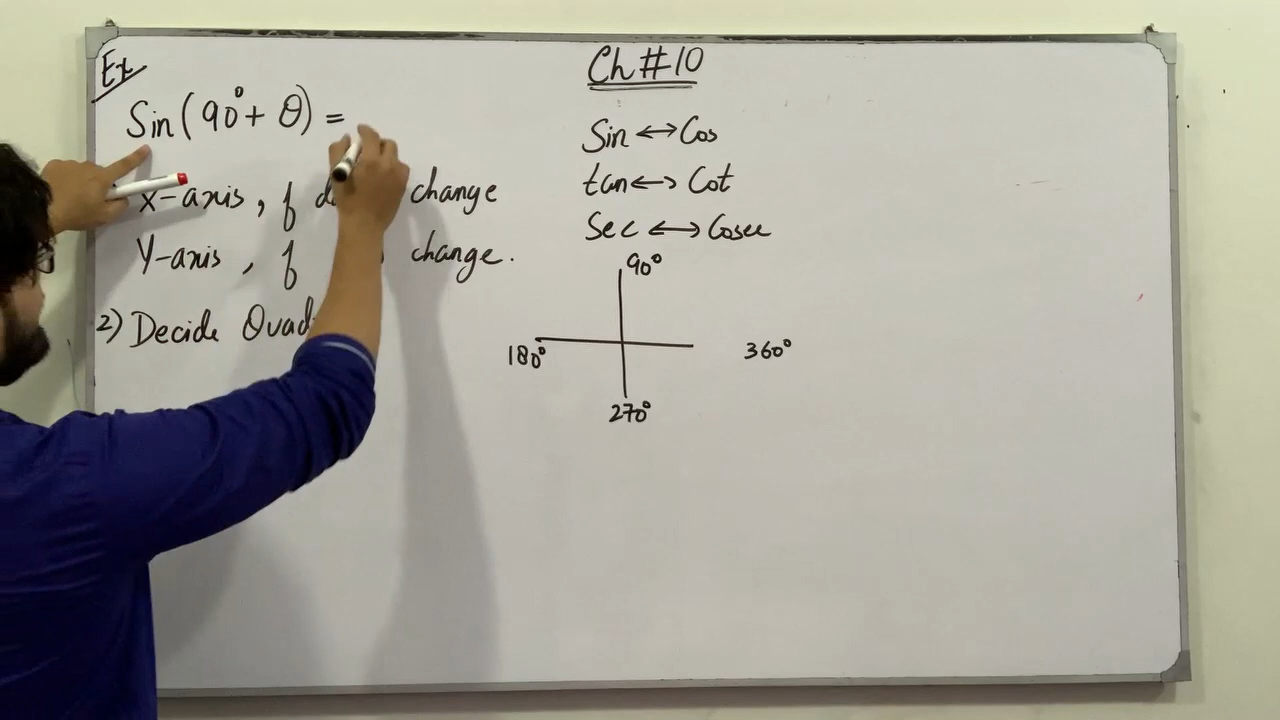 Ex
Sin(90°+ θ) =
X-axis, f change
Y-axis, f change.
2) Decide
Ch #10
Sin ↔ Cos
tan ↔ Cot
Sec ↔ Cosec
90°
180°
360°
270°